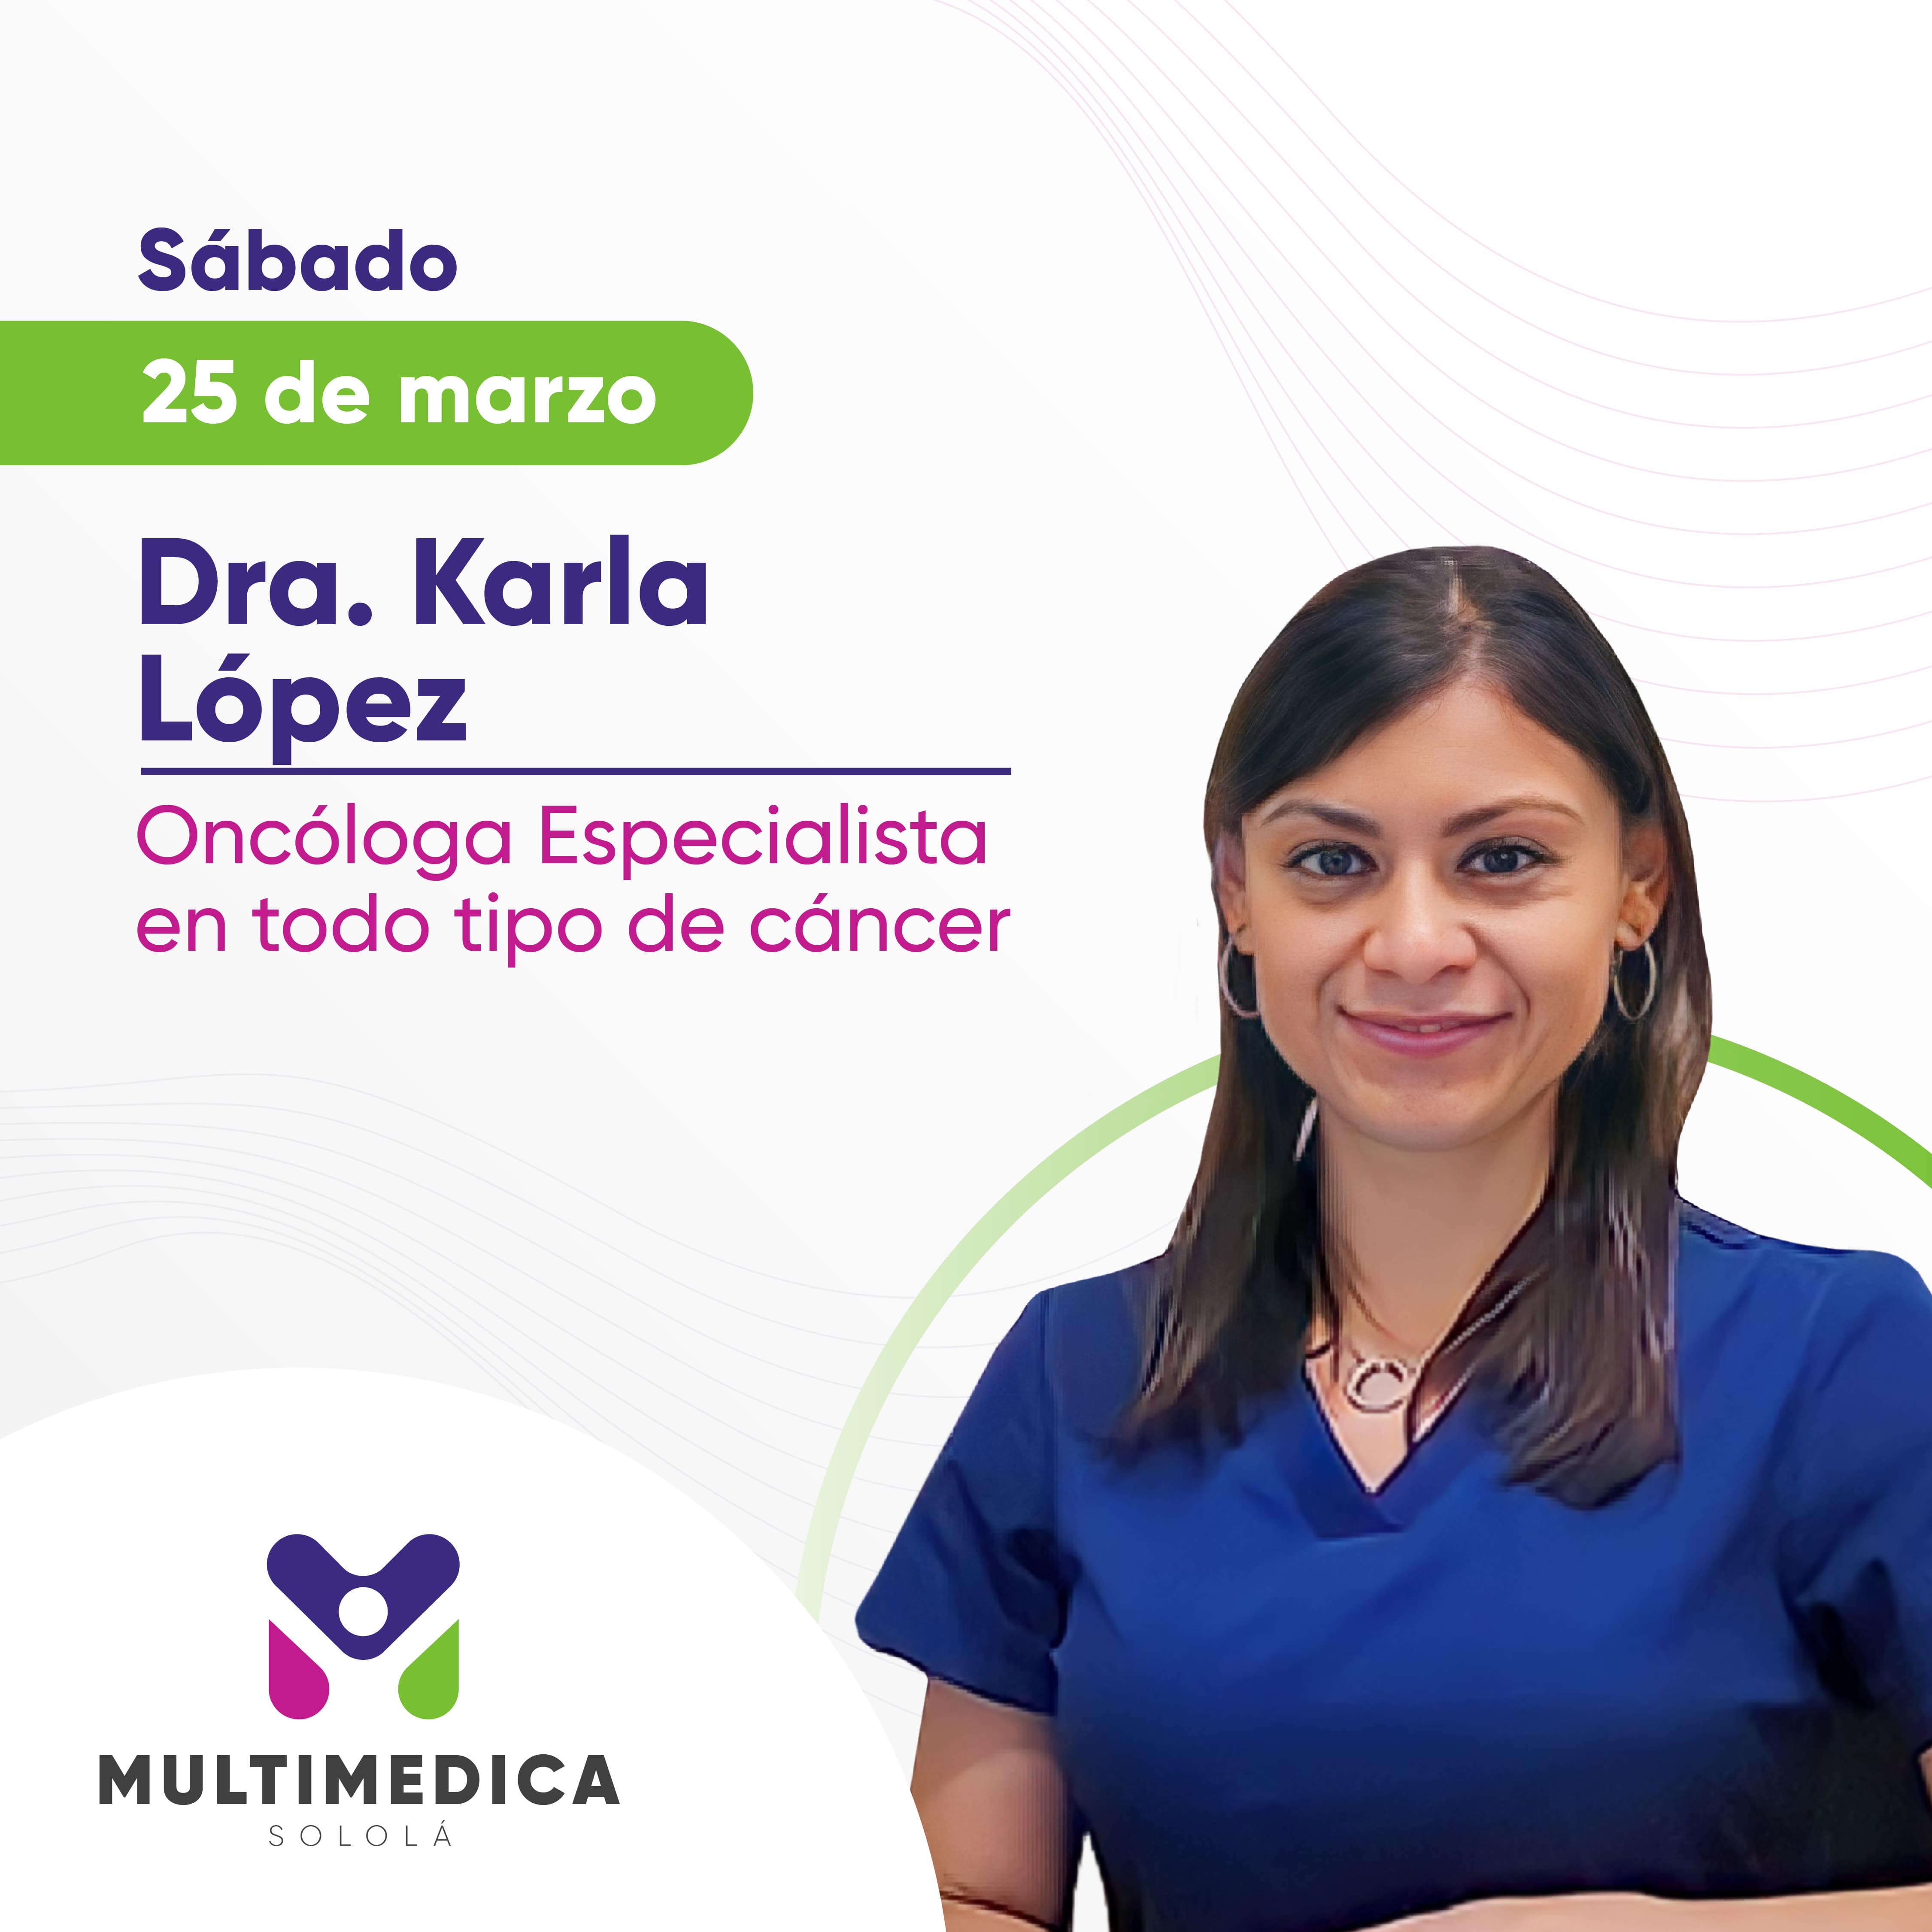 Sábado
25 de marzo
Dra. Karla
López
Oncóloga Especialista
en todo tipo de cáncer
MULTIMEDICA
SOLOLÁ